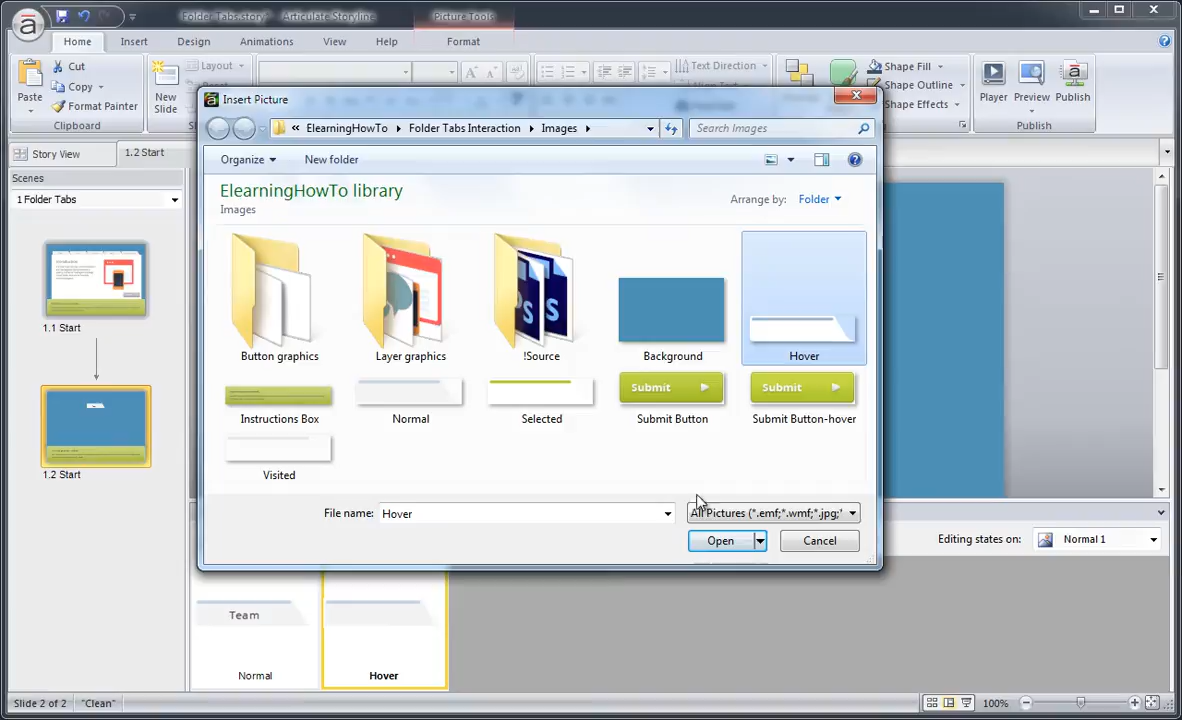 Folder Tabs.story* - Articulate Storyline
Picture Tools
Home
Insert
Design
Animations
View
Help
Format
Paste
Cut
Copy
Format Painter
Clipboard
New Slide
Layout
Text Direction
Shape Fill
Shape Outline
Shape Effects
Player
Preview
Publish
Publish
Story View
1.2 Start
Scenes
1 Folder Tabs
1.1 Start
1.2 Start
Insert Picture
« ElearningHowTo
Folder Tabs Interaction
Images
Search Images
Organize
New folder
ElearningHowTo library
Images
Arrange by: Folder
Button graphics
Layer graphics
!Source
Background
Hover
Instructions Box
Normal
Selected
Submit
Submit Button
Submit
Submit Button-hover
Visited
File name: Hover
All Pictures (*.emf;*.wmf;*.jpg;*
Open
Cancel
Editing states on:
Normal 1
Team
Normal
Hover
Slide 2 of 2
"Clean"
100%